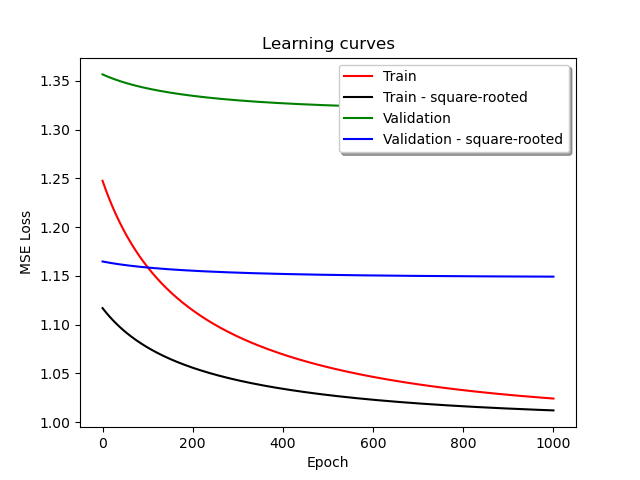 Learning curves
Train
Train - square-rooted
Validation
Validation - square-rooted
MSE Loss
1.35
1.30
1.25
1.20
1.15
1.10
1.05
1.00
0 200 400 600 800 1000
Epoch